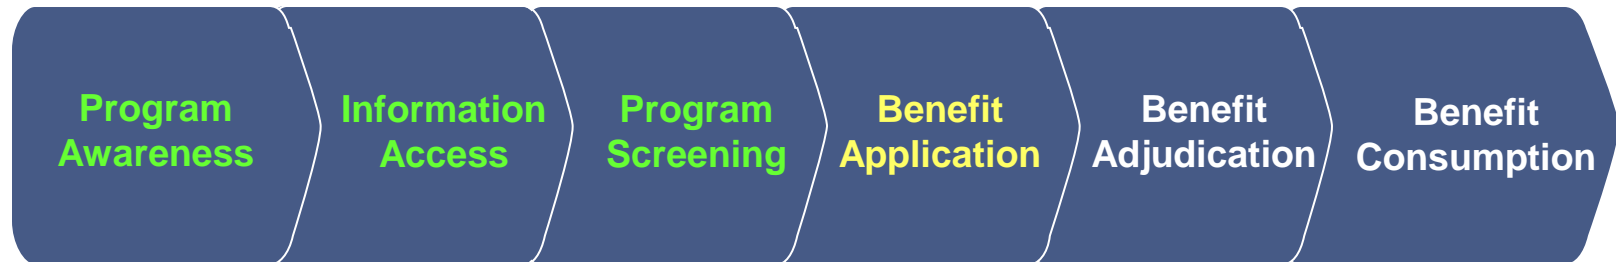 Program
Awareness
Information
Access
Program
Screening
Benefit
Application
Benefit
Adjudication
Benefit
Consumption